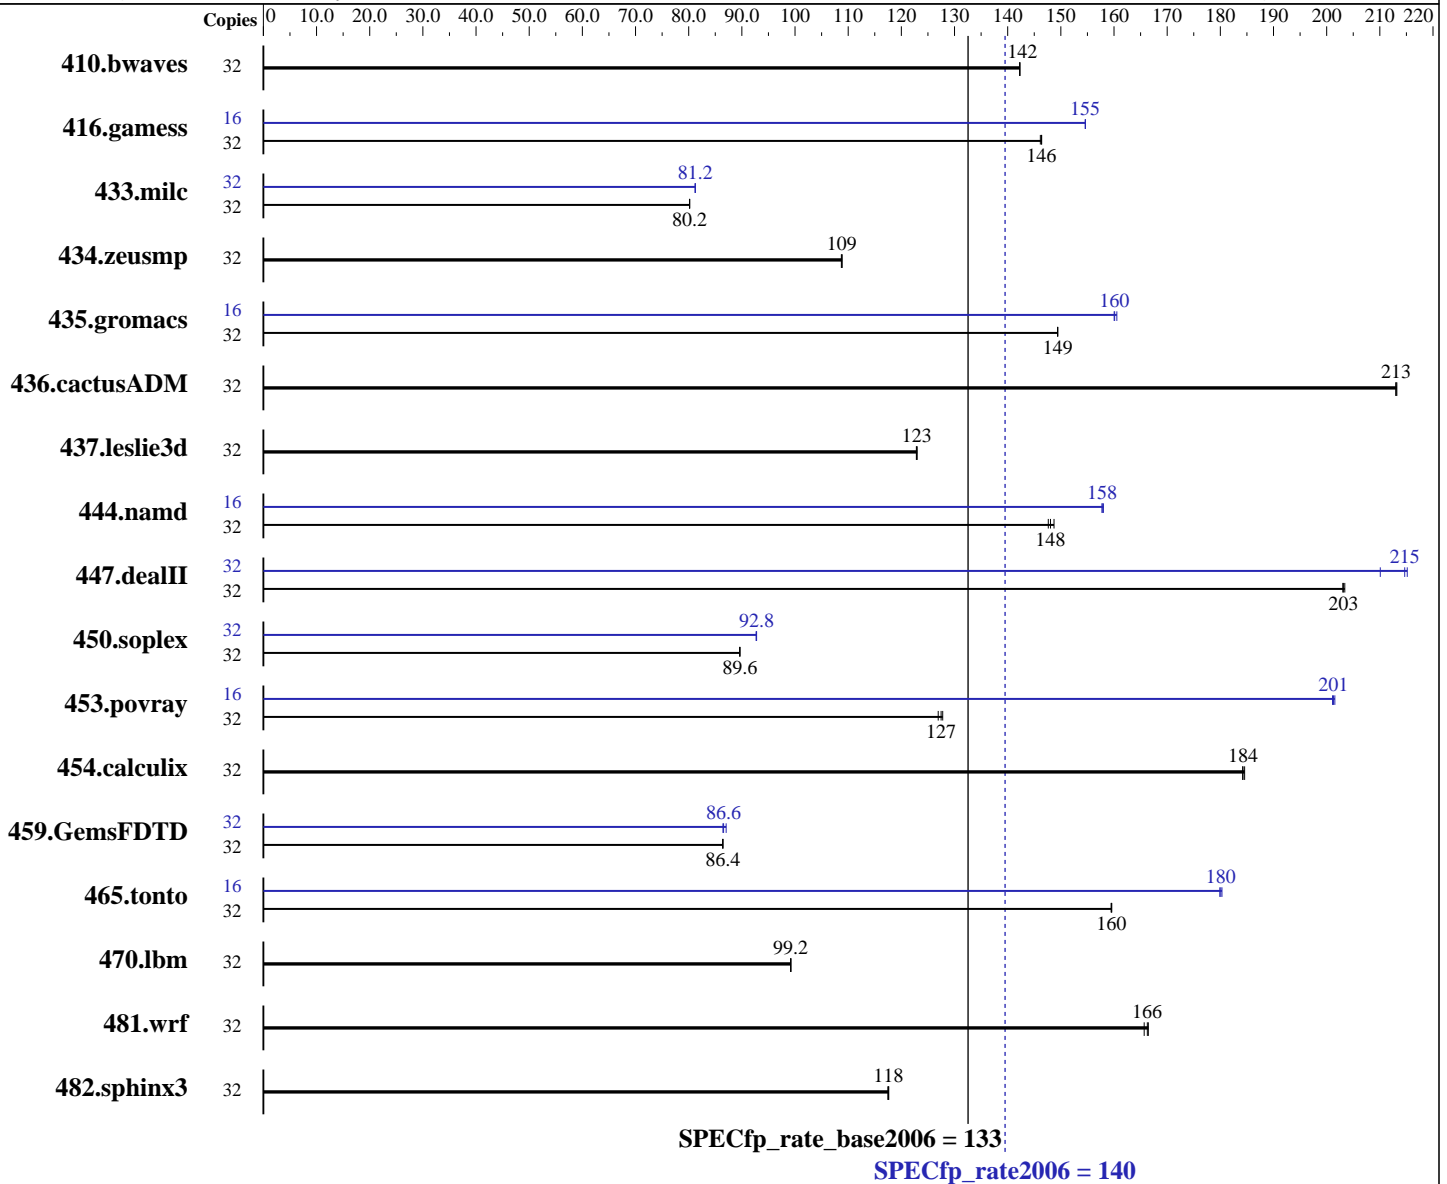 Copies 0 10.0 20.0 30.0 40.0 50.0 60.0 70.0 80.0 90.0 100 110 120 130 140 150 160 170 180 190 200 210 220
410.bwaves 32 142
416.gamess 16 155
32 146
433.milc 32 81.2
32 80.2
434.zeusmp 32 109
435.gromacs 16 160
32 149
436.cactusADM 32 213
437.leslie3d 32 123
444.namd 16 158
32 148
447.dealII 32 215
32 203
450.soplex 32 92.8
32 89.6
453.povray 16 201
32 127
454.calculix 32 184
459.GemsFDTD 32 86.6
32 86.4
465.tonto 16 180
32 160
470.lbm 32 99.2
481.wrf 32 166
482.sphinx3 32 118
SPECfp_rate_base2006 = 133
SPECfp_rate2006 = 140